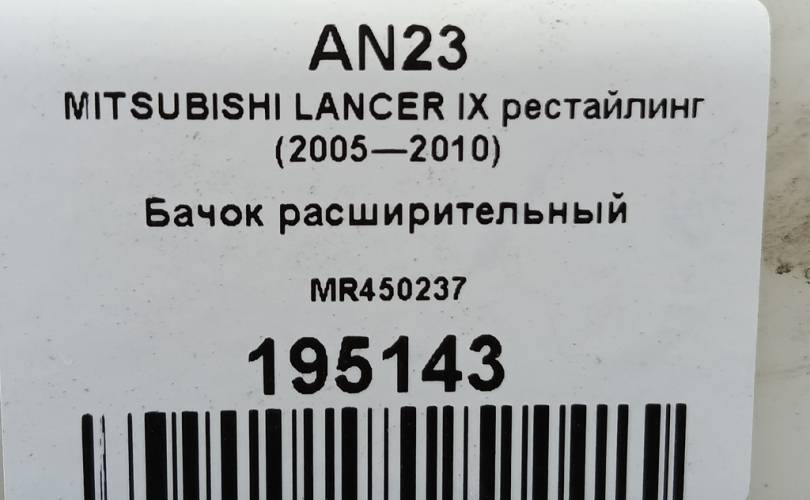 AN23
MITSUBISHI LANCER IX рестайлинг
(2005—2010)
Бачок расширительный
MR450237
195143